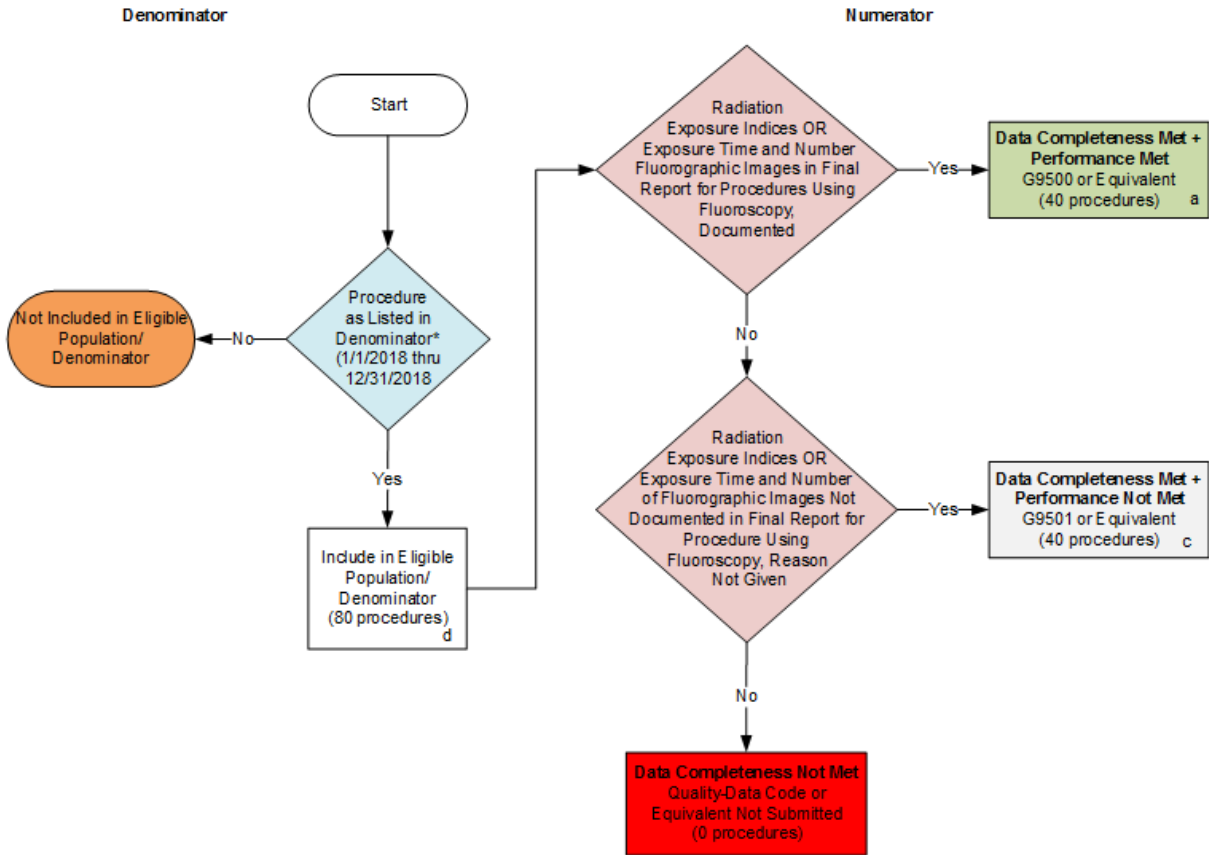 Denominator
Numerator
Start
Procedure
as Listed in
Denominator*
(1/1/2018 thru
12/31/2018
No
Not Included in Eligible
Population/
Denominator
Yes
Include in Eligible
Population/
Denominator
(80 procedures)
d
Radiation
Exposure Indices OR
Exposure Time and Number
Fluorographic Images in Final
Report for Procedures Using
Fluoroscopy,
Documented
Yes
Data Completeness Met +
Performance Met
G9500 or Equivalent
(40 procedures)
a
No
Radiation
Exposure Indices OR
Exposure Time and Number
of Fluorographic Images Not
Documented in Final Report for
Procedure Using
Fluoroscopy, Reason
Not Given
Yes
Data Completeness Met +
Performance Not Met
G9501 or Equivalent
(40 procedures)
c
No
Data Completeness Not Met
Quality-Data Code or
Equivalent Not Submitted
(0 procedures)